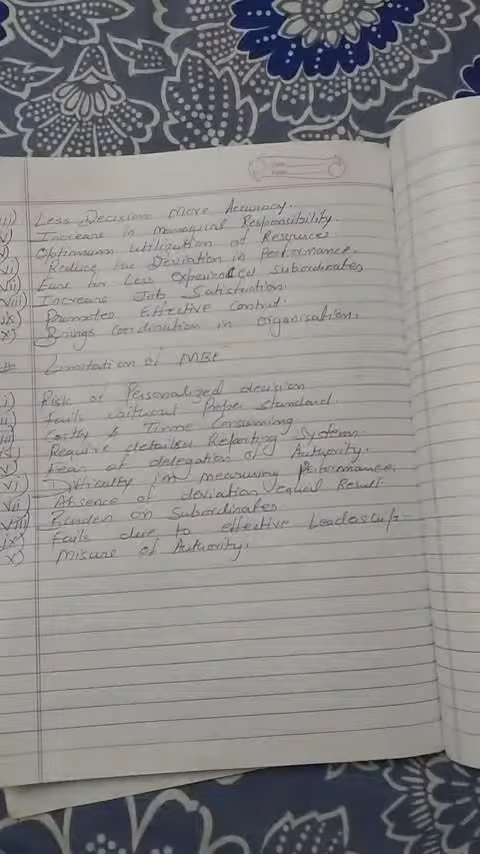 iii) Less Decision More Accuracy.
iv) Increase in managerial Responsibility.
v) Optimum utilization of Resources.
vi) Reduce the Deviation in Performance.
vii) Ease for Less Experienced subordinates
viii) Increase Job Satisfaction.
ix) Promotes Effective Control.
x) Brings Coordination in organisation.
# Limitation of MBE
i) Risk of Personalized decision
ii) Fails without Proper standard.
iii) Costly & Time Consuming
iv) Require detailed Reporting System.
v) Fear of delegation of Authority.
vi) Difficulty in measuring Performance.
vii) Absence of deviation equal Result.
viii) Burden on Subordinates
ix) Fails due to effective Leadership
x) Misuse of Authority.